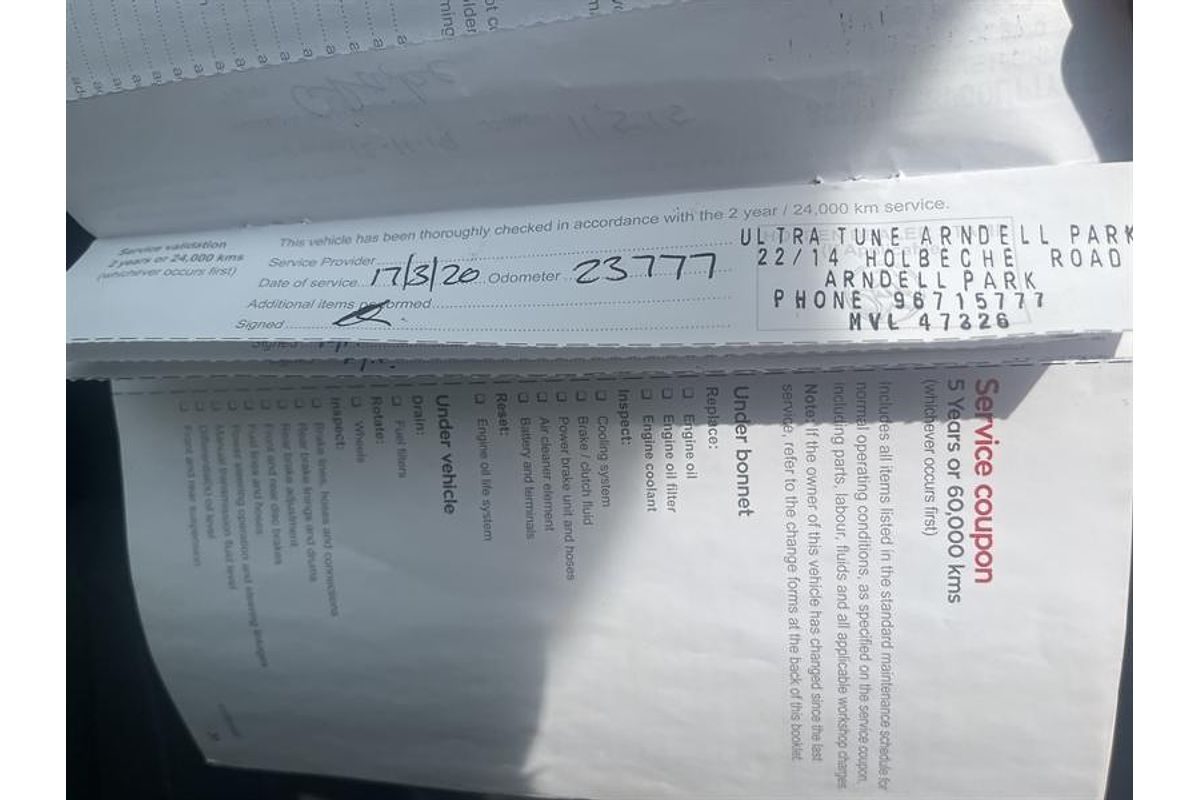 Service validation
2 years or 24,000 kms
(whichever occurs first)
This vehicle has been thoroughly checked in accordance with the 2 year / 24,000 km service.
Service Provider
Date of service 17/3/20 Odometer 23777
Additional items performed
Signed
ULTRA TUNE ARNDELL PARK
22/14 HOLBECHE ROAD
ARNDELL PARK
PHONE 96715777
MVL 47326
Service coupon
5 Years or 60,000 kms
(whichever occurs first)
Includes all items listed in the standard maintenance schedule for
normal operating conditions, as specified on the service coupon,
including parts, labour, fluids and all applicable workshop charges
Note: If the owner of this vehicle has changed since the last
service, refer to the change forms at the back of this booklet.
Under bonnet
Replace:
Engine oil
Engine oil filter
Engine coolant
Inspect:
Cooling system
Brake / clutch fluid
Power brake unit and hoses
Air cleaner element
Battery and terminals
Reset:
Engine oil life system
Under vehicle
Drain:
Fuel filters
Rotate:
Wheels
Inspect:
Brake lines, hoses and connections
Rear brake linings and drums
Park brake adjustment
Front and rear disc brakes
Fuel lines and hoses
Power steering operation and steering linkages
Manual transmission fluid level
Differential(s) oil level
Front and rear suspension